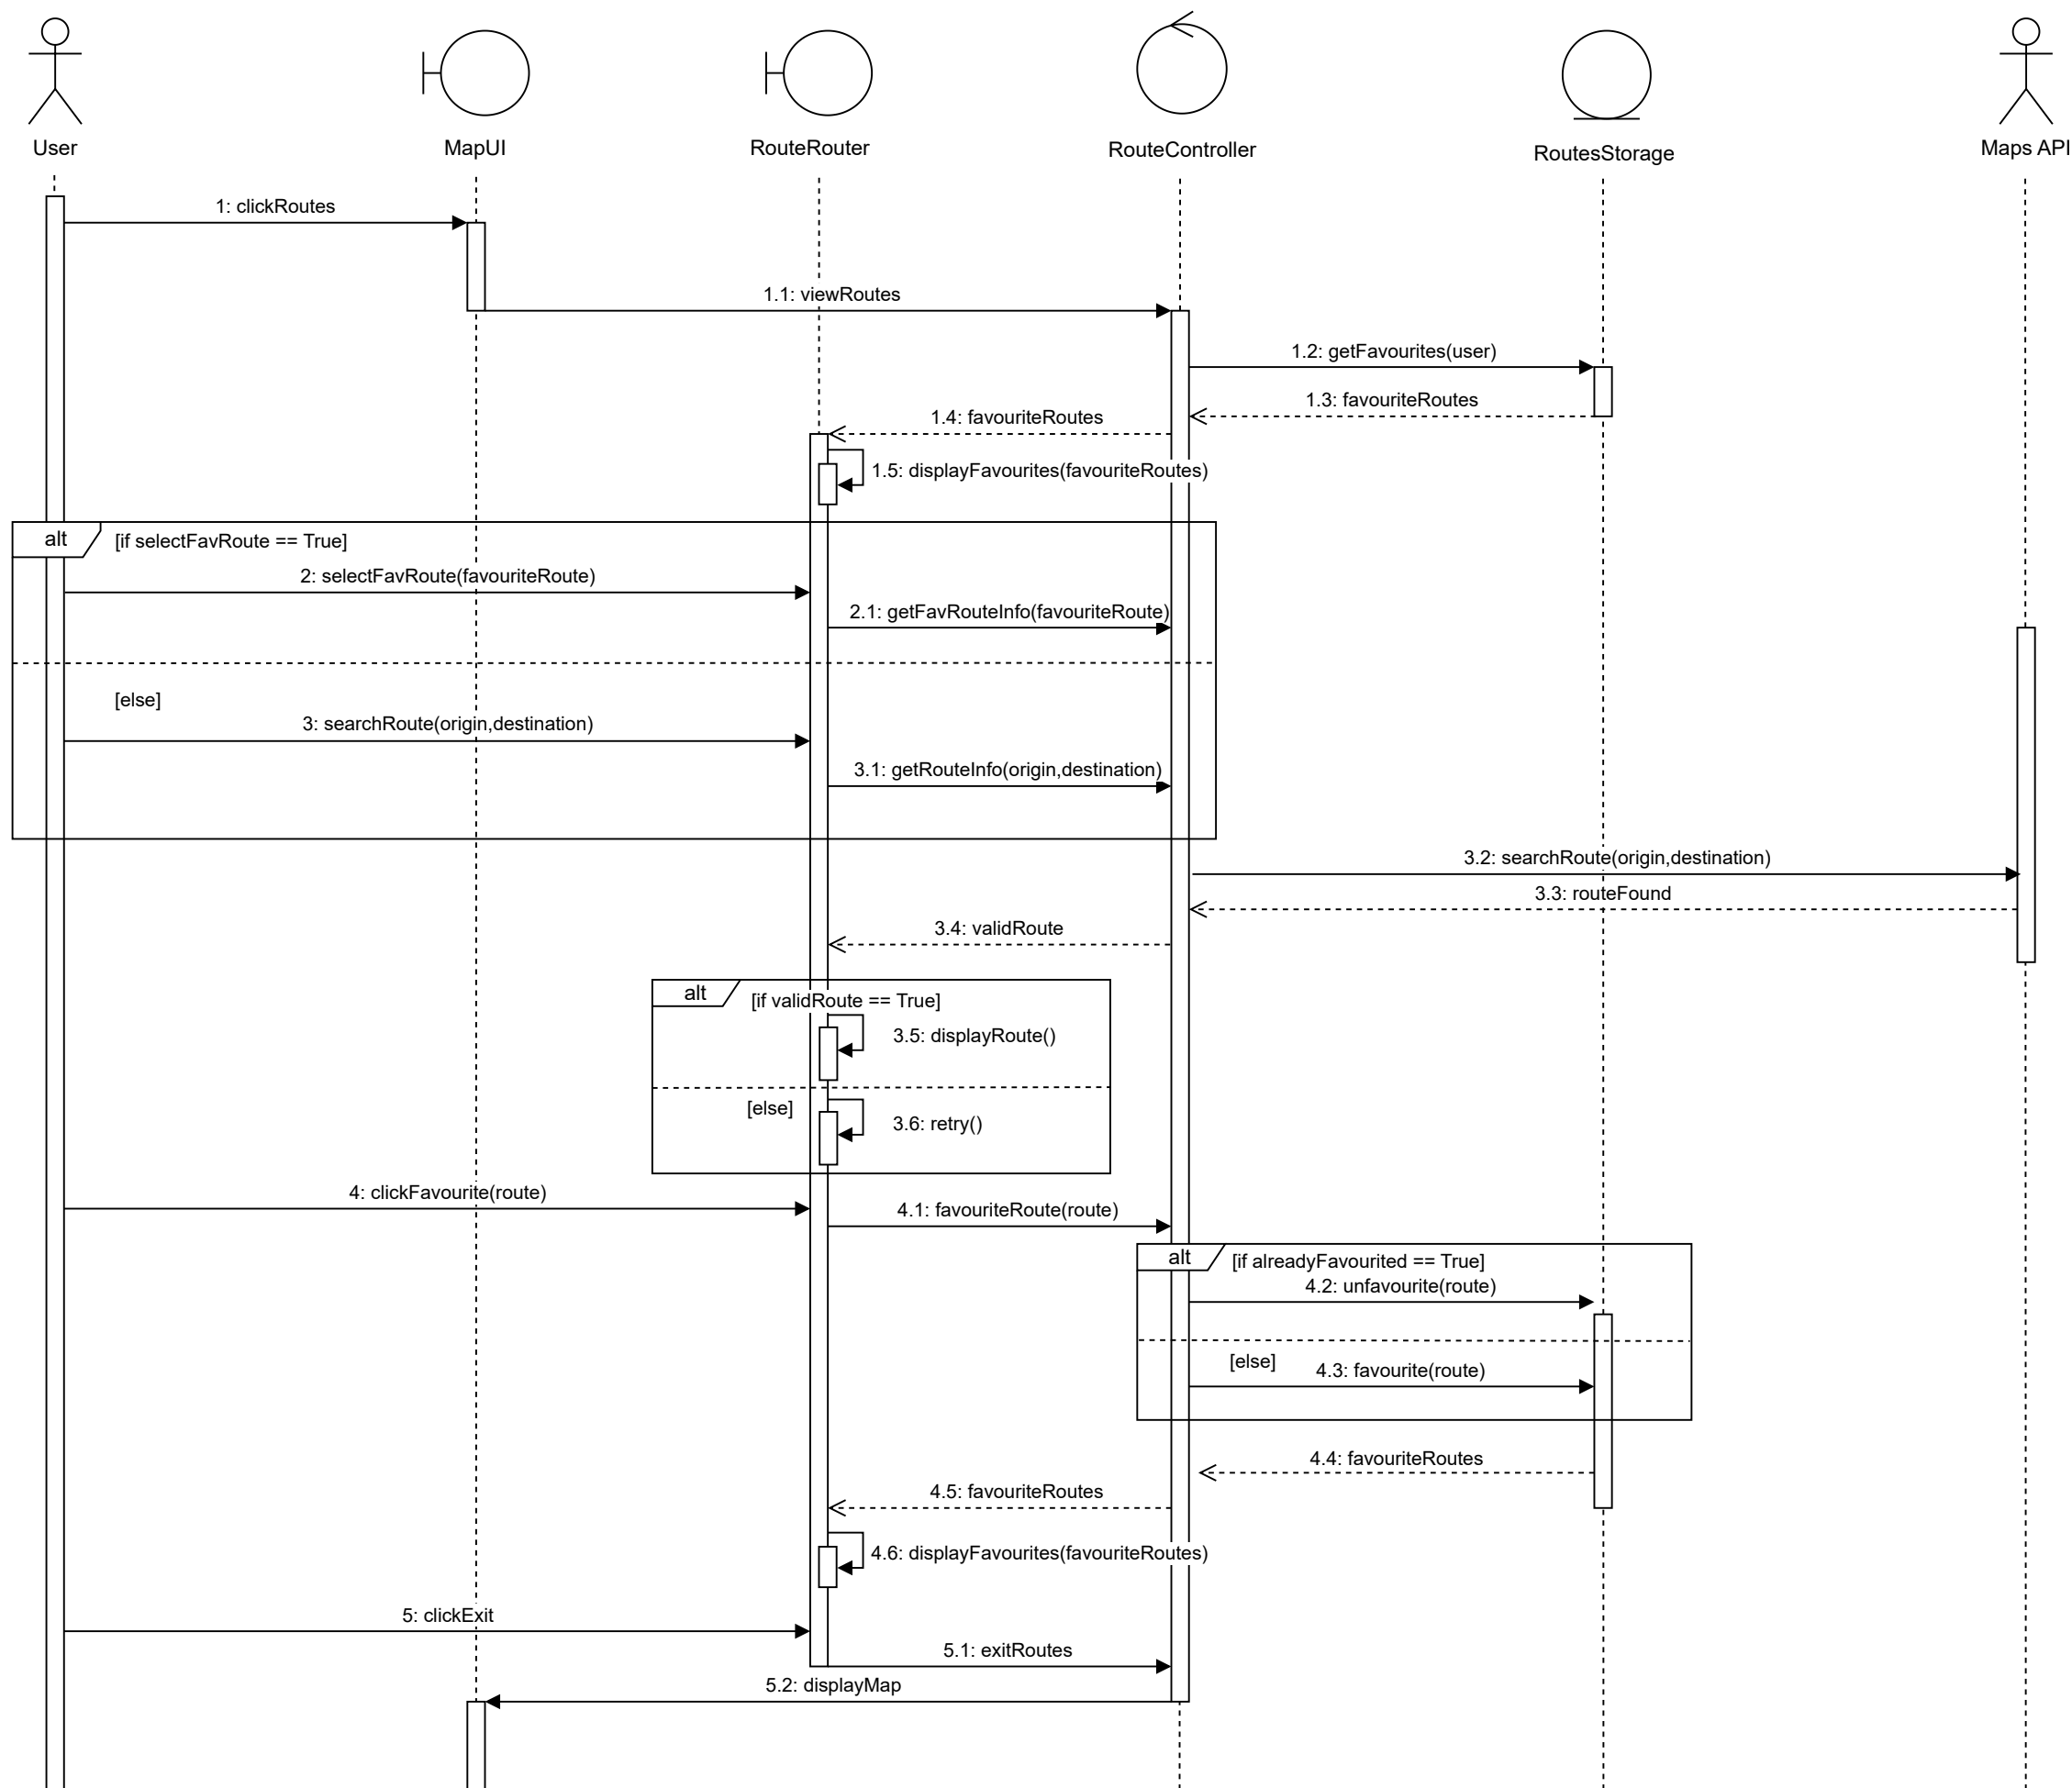 User
MapUI
RouteRouter
RouteController
RoutesStorage
Maps API
1: clickRoutes
1.1: viewRoutes
1.2: getFavourites(user)
1.3: favouriteRoutes
1.4: favouriteRoutes
1.5: displayFavourites(favouriteRoutes)
alt
[if selectFavRoute == True]
2: selectFavRoute(favouriteRoute)
2.1: getFavRouteInfo(favouriteRoute)
[else]
3: searchRoute(origin,destination)
3.1: getRouteInfo(origin,destination)
3.2: searchRoute(origin,destination)
3.3: routeFound
3.4: validRoute
alt
[if validRoute == True]
3.5: displayRoute()
[else]
3.6: retry()
4: clickFavourite(route)
4.1: favouriteRoute(route)
alt
[if alreadyFavourited == True]
4.2: unfavourite(route)
[else]
4.3: favourite(route)
4.4: favouriteRoutes
4.5: favouriteRoutes
4.6: displayFavourites(favouriteRoutes)
5: clickExit
5.1: exitRoutes
5.2: displayMap